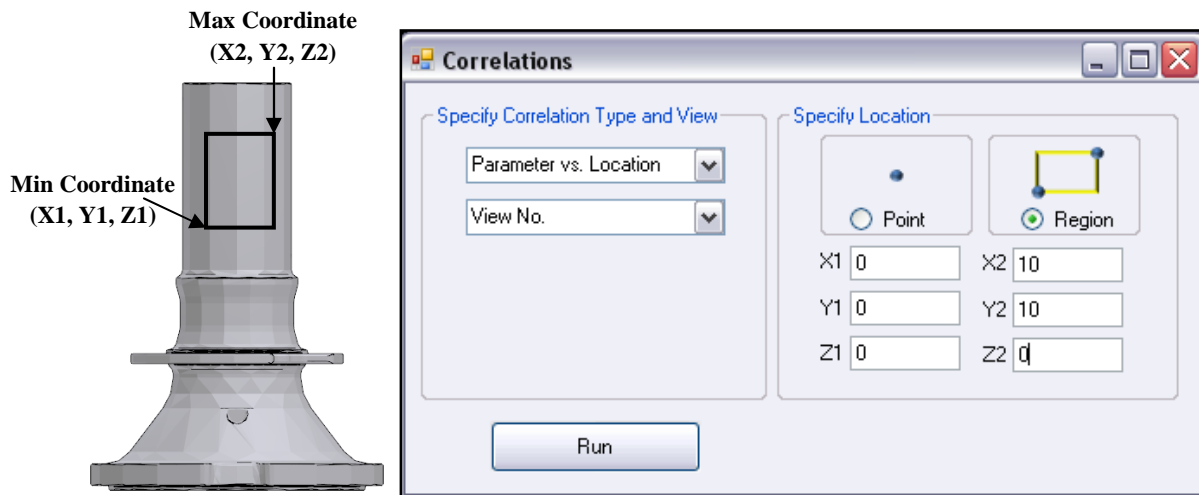 Max Coordinate
(X2, Y2, Z2)
Min Coordinate
(X1, Y1, Z1)
Correlations
Specify Correlation Type and View
Parameter vs. Location
View No.
Specify Location
Point
Region
X1 0
X2 10
Y1 0
Y2 10
Z1 0
Z2 0
Run